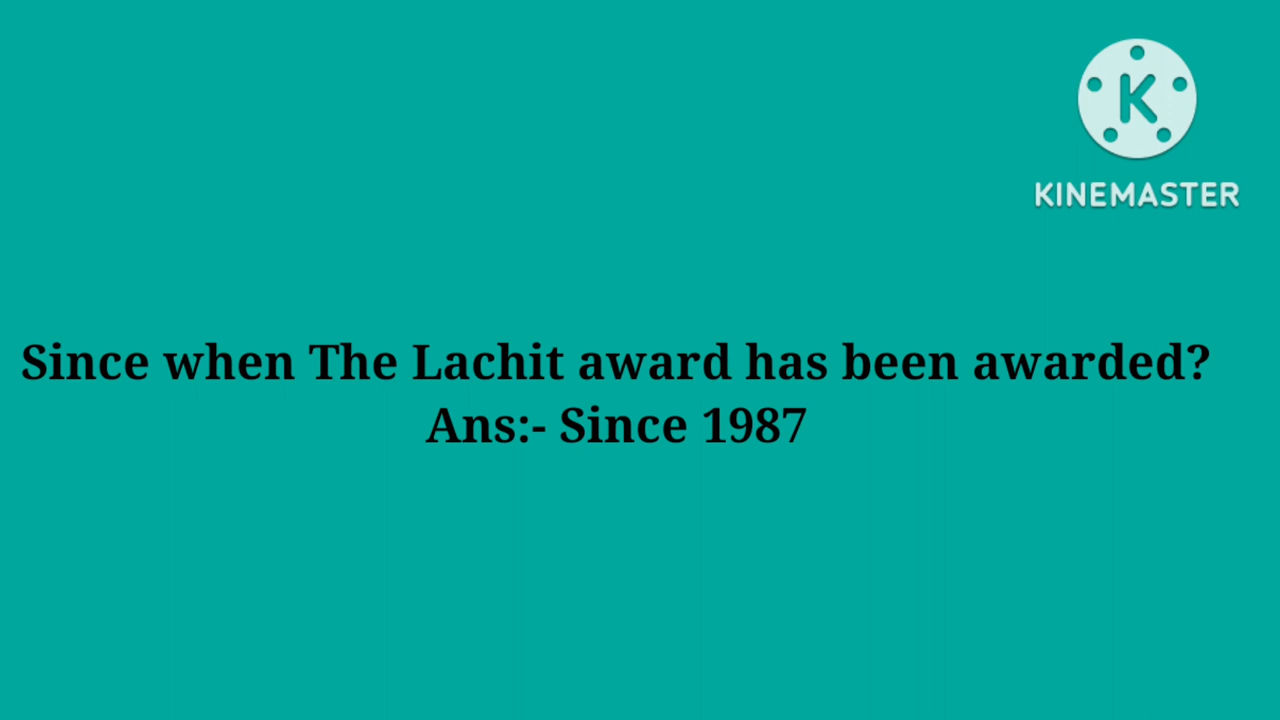 K
KINEMASTER
Since when The Lachit award has been awarded?
Ans:- Since 1987